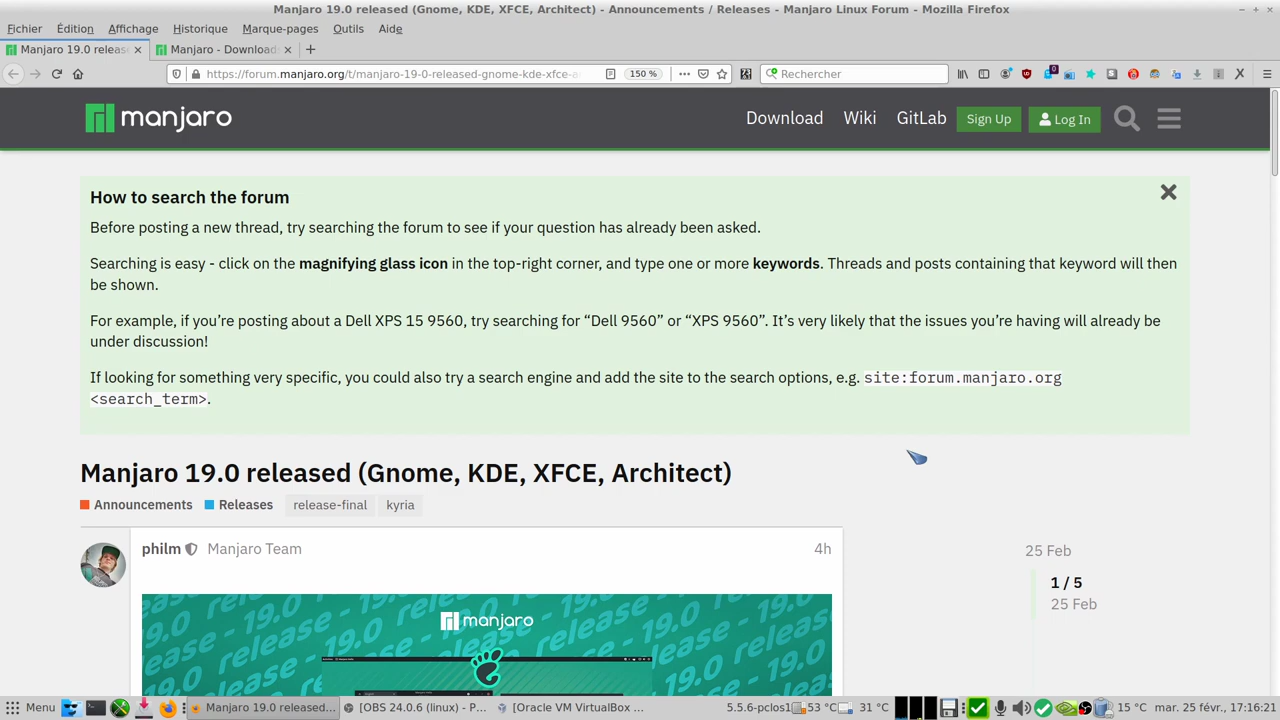 Manjaro 19.0 released (Gnome, KDE, XFCE, Architect) - Announcements / Releases - Manjaro Linux Forum - Mozilla Firefox
Fichier Édition Affichage Historique Marque-pages Outils Aide
Manjaro 19.0 releas Manjaro - Download
https://forum.manjaro.org/t/manjaro-19-0-released-gnome-kde-xfce-a 150 % Rechercher
manjaro Download Wiki GitLab Sign Up Log In
How to search the forum
Before posting a new thread, try searching the forum to see if your question has already been asked.
Searching is easy - click on the magnifying glass icon in the top-right corner, and type one or more keywords. Threads and posts containing that keyword will then
be shown.
For example, if you’re posting about a Dell XPS 15 9560, try searching for “Dell 9560” or “XPS 9560”. It’s very likely that the issues you’re having will already be
under discussion!
If looking for something very specific, you could also try a search engine and add the site to the search options, e.g. site:forum.manjaro.org
<search_term>.
Manjaro 19.0 released (Gnome, KDE, XFCE, Architect)
Announcements Releases release-final kyria
philm Manjaro Team 4h
25 Feb
1 / 5
25 Feb
manjaro
19.0 release - 19.0 release - 19.0 release
Menu Manjaro 19.0 released... [OBS 24.0.6 (linux) - P... [Oracle VM VirtualBox ... 5.5.6-pclos1 53 °C 31 °C 15 °C mar. 25 févr., 17:16:21